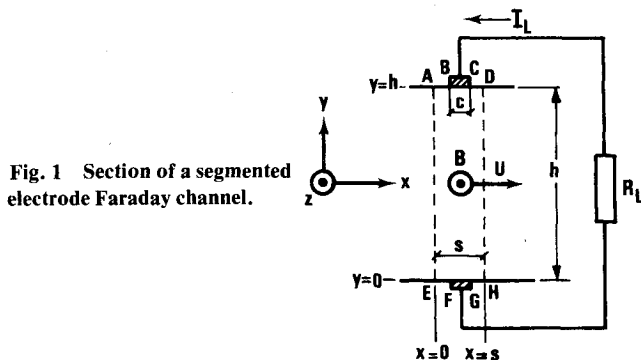 I_L
B C
A D
y=h
c
y
B
U
h
R_L
Fig. 1 Section of a segmented
electrode Faraday channel.
z
x
s
y=0
E H
F G
x=0 x=s